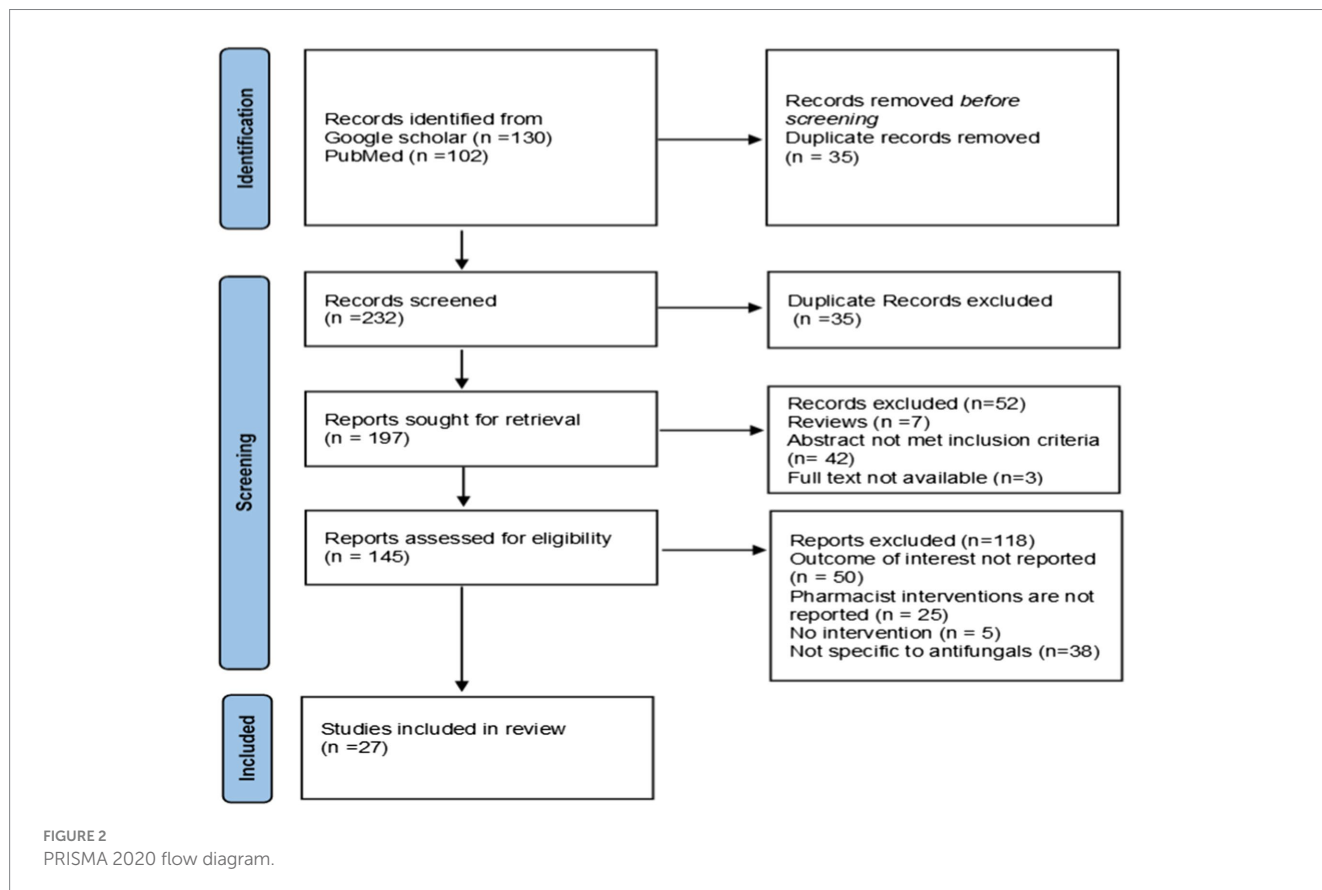 Identification
Records identified from
Google scholar (n =130)
PubMed (n =102)
Records removed before
screening
Duplicate records removed
(n = 35)
Screening
Records screened
(n =232)
Duplicate Records excluded
(n =35)
Reports sought for retrieval
(n = 197)
Records excluded (n=52)
Reviews (n =7)
Abstract not met inclusion criteria
(n= 42)
Full text not available (n=3)
Reports assessed for eligibility
(n = 145)
Reports excluded (n=118)
Outcome of interest not reported
(n = 50)
Pharmacist interventions are not
reported (n = 25)
No intervention (n = 5)
Not specific to antifungals (n=38)
Included
Studies included in review
(n =27)
FIGURE 2
PRISMA 2020 flow diagram.